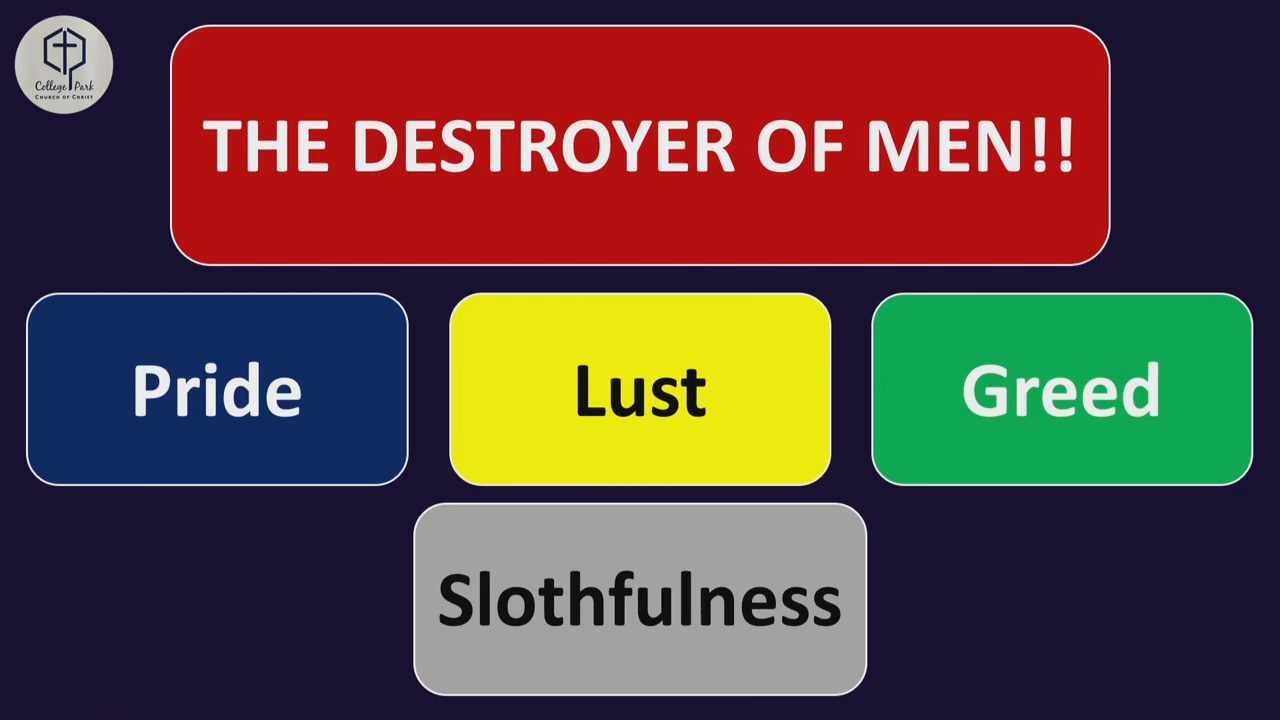 College Park
CHURCH OF CHRIST
THE DESTROYER OF MEN!!
Pride
Lust
Greed
Slothfulness